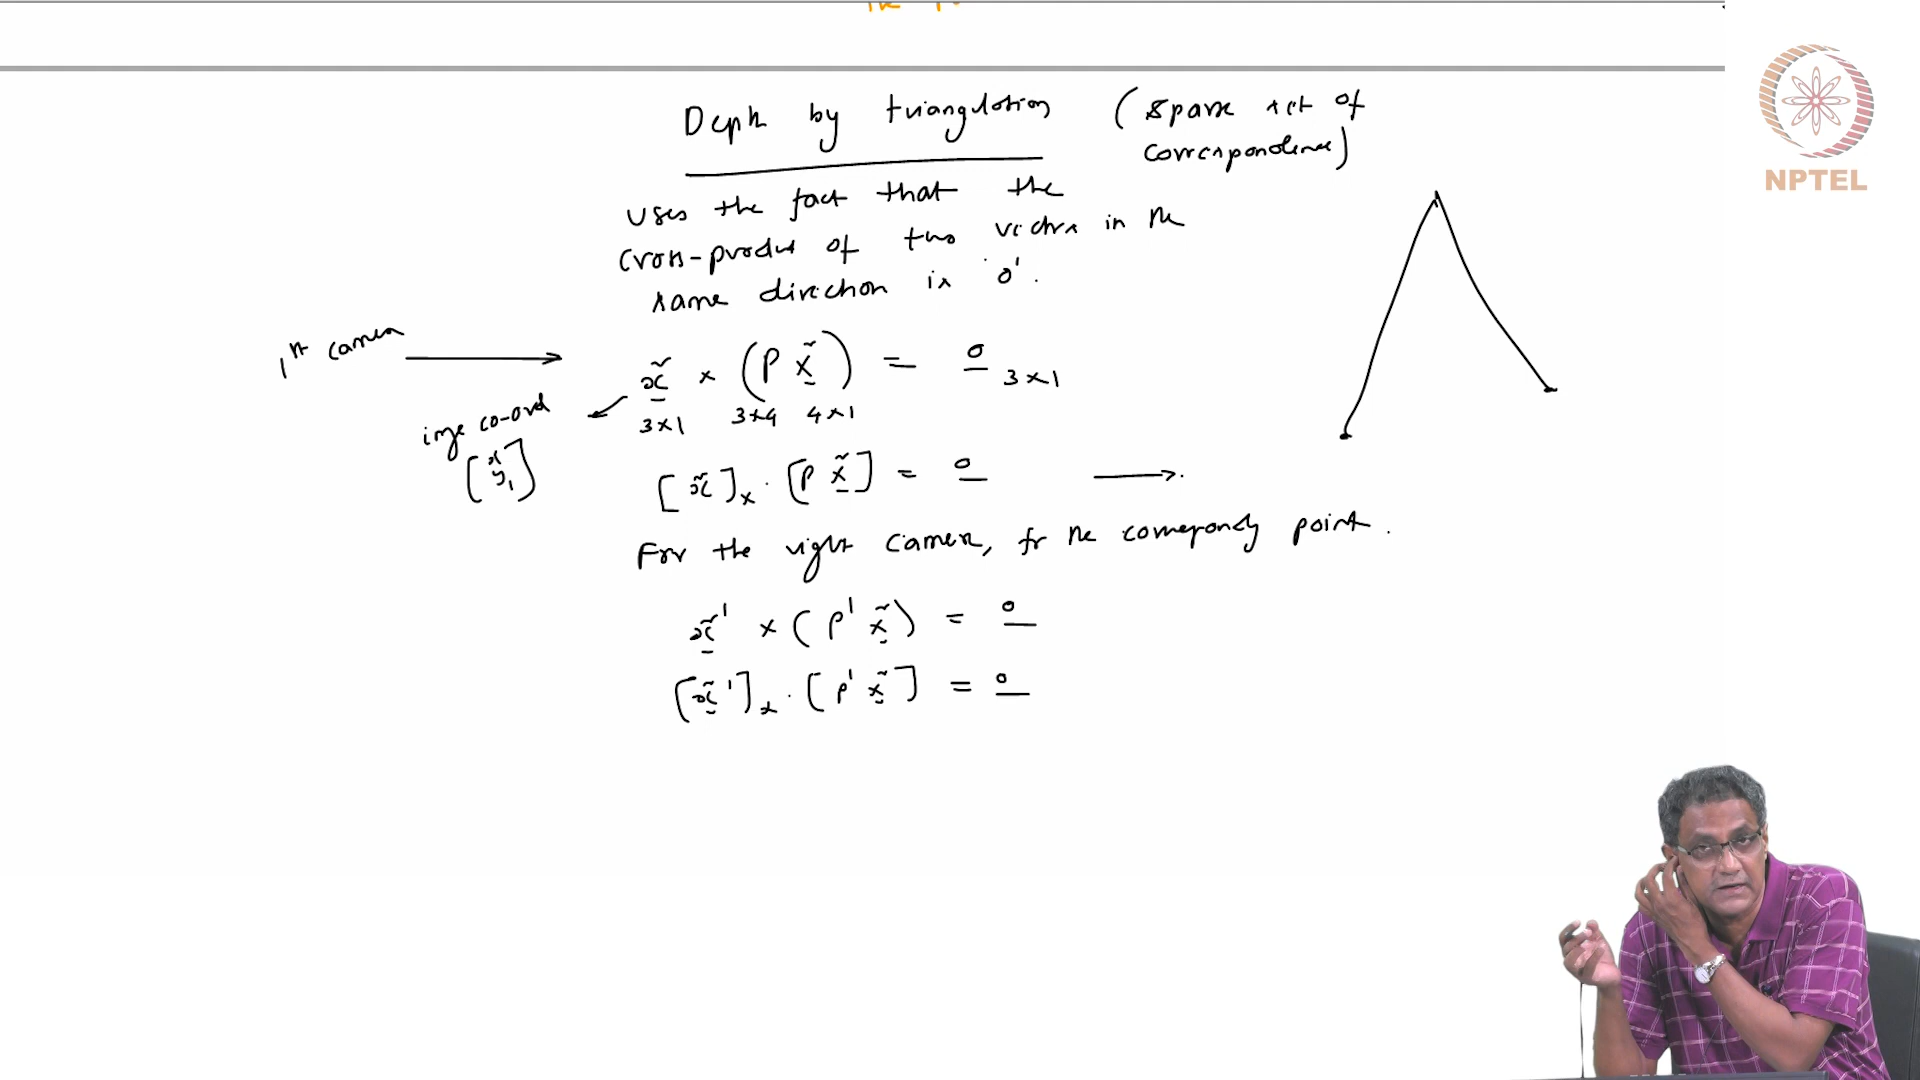 Depth by triangulation (sparse set of
correspondences)
uses the fact that the
cross-product of two vectors in the
same direction is '0'.
1st camera
x̃ × (P X̃) = 0 3×1
3×1 3×4 4×1
image co-ord
[x y 1]
[x̃]ₓ · [P X̃] = 0
For the right camera, for the corresponding point.
x̃' × (P' X̃) = 0
[x̃']ₓ · [P' X̃] = 0
NPTEL